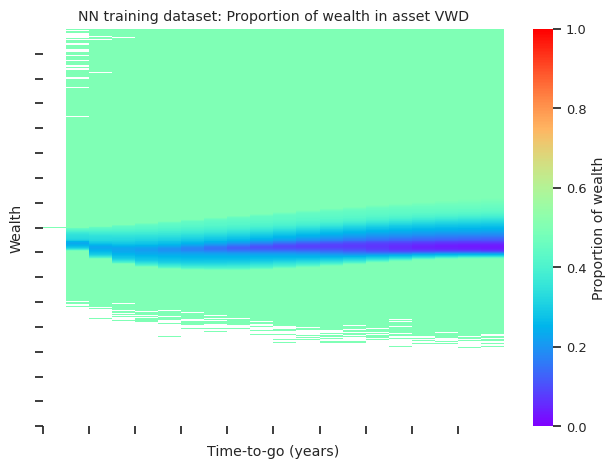 NN training dataset: Proportion of wealth in asset VWD
1.0
0.8
0.6
0.4
0.2
0.0
Proportion of wealth
Wealth
Time-to-go (years)